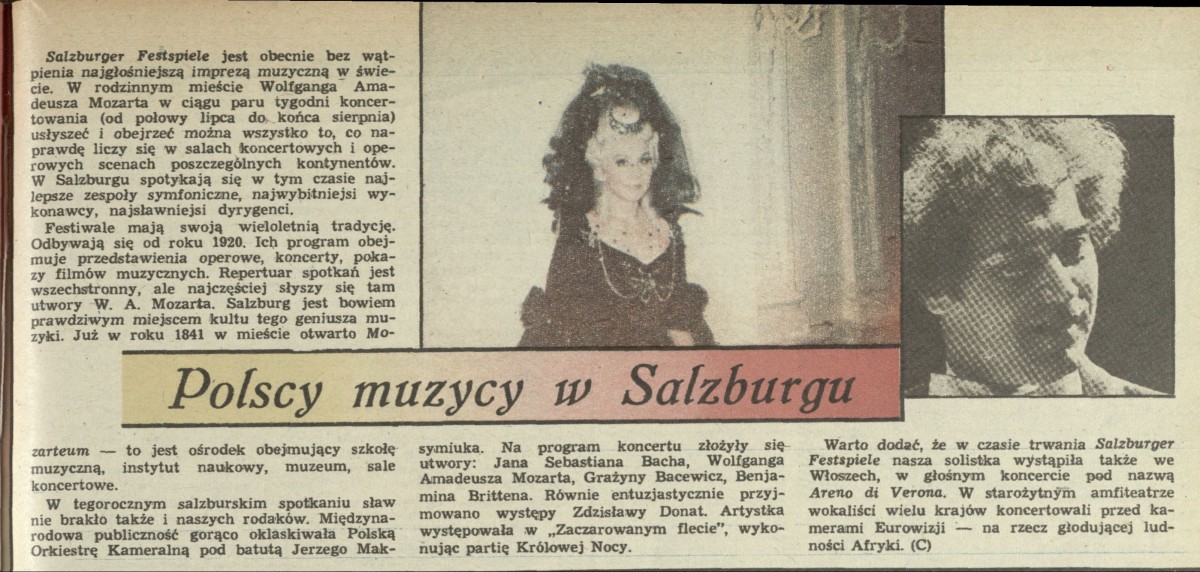 Salzburger Festspiele jest obecnie bez wąt-
pienia najgłośniejszą imprezą muzyczną w świe-
cie. W rodzinnym mieście Wolfganga Ama-
deusza Mozarta w ciągu paru tygodni koncer-
towania (od połowy lipca do końca sierpnia)
usłyszeć i obejrzeć można wszystko to, co na-
prawdę liczy się w salach koncertowych i ope-
rowych scenach poszczególnych kontynentów.
W Salzburgu spotykają się w tym czasie naj-
lepsze zespoły symfoniczne, najwybitniejsi wy-
konawcy, najsławniejsi dyrygenci.
Festiwale mają swoją wieloletnią tradycję.
Odbywają się od roku 1920. Ich program obej-
muje przedstawienia operowe, koncerty, poka-
zy filmów muzycznych. Repertuar spotkań jest
wszechstronny, ale najczęściej słyszy się tam
utwory W. A. Mozarta. Salzburg jest bowiem
prawdziwym miejscem kultu tego geniusza mu-
zyki. Już w roku 1841 w mieście otwarto Mo-
Polscy muzycy w Salzburgu
zarteum — to jest ośrodek obejmujący szkołę
muzyczną, instytut naukowy, muzeum, sale
koncertowe.
W tegorocznym salzburskim spotkaniu sław
nie brakło także i naszych rodaków. Międzyna-
rodowa publiczność gorąco oklaskiwała Polską
Orkiestrę Kameralną pod batutą Jerzego Mak-
symiuka. Na program koncertu złożyły się
utwory: Jana Sebastiana Bacha, Wolfganga
Amadeusza Mozarta, Grażyny Bacewicz, Benja-
mina Brittena. Równie entuzjastycznie przyj-
mowano występy Zdzisławy Donat. Artystka
występowała w „Zaczarowanym flecie”, wyko-
nując partię Królowej Nocy.
Warto dodać, że w czasie trwania Salzburger
Festspiele nasza solistka wystąpiła także we
Włoszech, w głośnym koncercie pod nazwą
Areno di Verona. W starożytnym amfiteatrze
wokaliści wielu krajów koncertowali przed ka-
merami Eurowizji — na rzecz głodującej lud-
ności Afryki. (C)